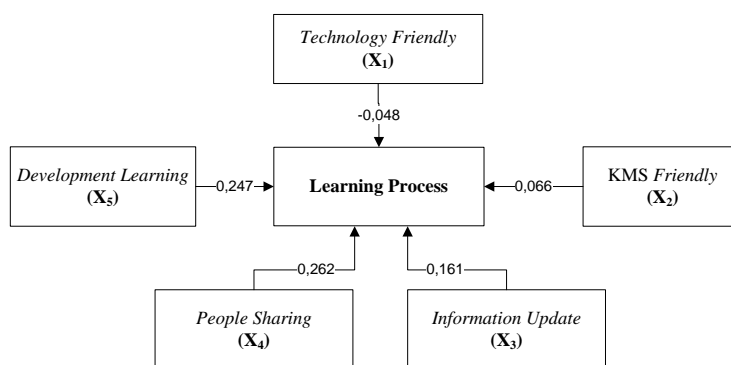 Technology Friendly
(X₁)
-0,048
Development Learning
(X₅)
0,247
Learning Process
0,066
KMS Friendly
(X₂)
0,262
0,161
People Sharing
(X₄)
Information Update
(X₃)